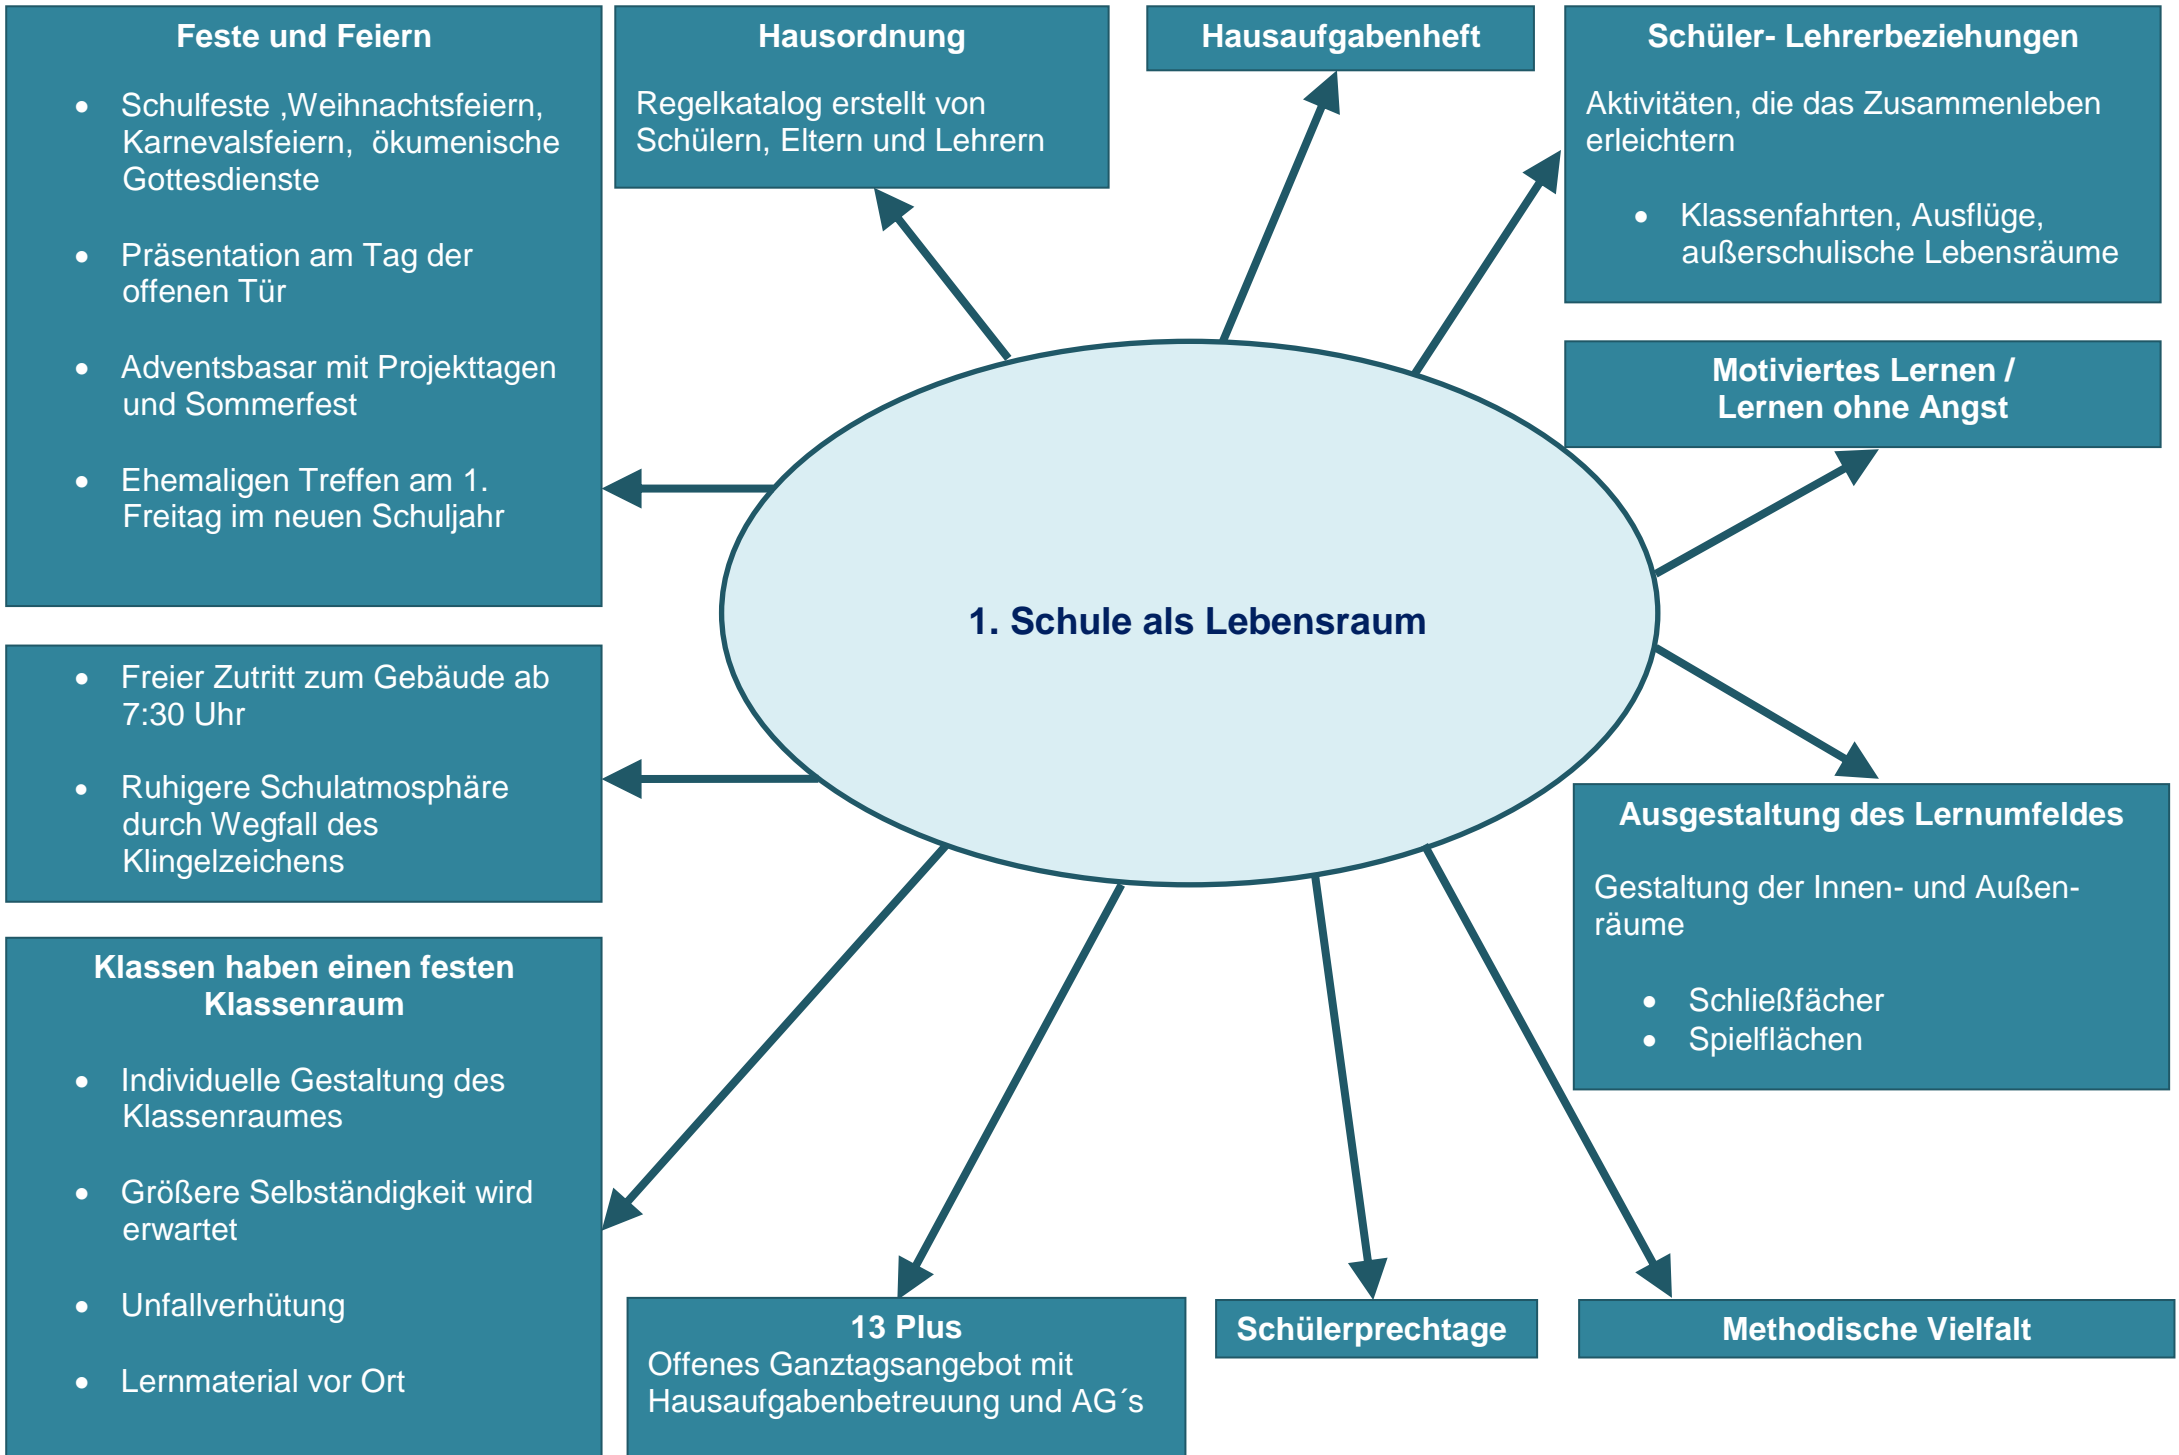 Feste und Feiern
• Schulfeste ,Weihnachtsfeiern,
Karnevalsfeiern, ökumenische
Gottesdienste
• Präsentation am Tag der
offenen Tür
• Adventsbasar mit Projekttagen
und Sommerfest
• Ehemaligen Treffen am 1.
Freitag im neuen Schuljahr
Hausordnung
Regelkatalog erstellt von
Schülern, Eltern und Lehrern
Hausaufgabenheft
Schüler- Lehrerbeziehungen
Aktivitäten, die das Zusammenleben
erleichtern
• Klassenfahrten, Ausflüge,
außerschulische Lebensräume
Motiviertes Lernen /
Lernen ohne Angst
1. Schule als Lebensraum
• Freier Zutritt zum Gebäude ab
7:30 Uhr
• Ruhigere Schulatmosphäre
durch Wegfall des
Klingelzeichens
Ausgestaltung des Lernumfeldes
Gestaltung der Innen- und Außen-
räume
• Schließfächer
• Spielflächen
Klassen haben einen festen
Klassenraum
• Individuelle Gestaltung des
Klassenraumes
• Größere Selbständigkeit wird
erwartet
• Unfallverhütung
• Lernmaterial vor Ort
13 Plus
Offenes Ganztagsangebot mit
Hausaufgabenbetreuung und AG´s
Schülerprechtage
Methodische Vielfalt